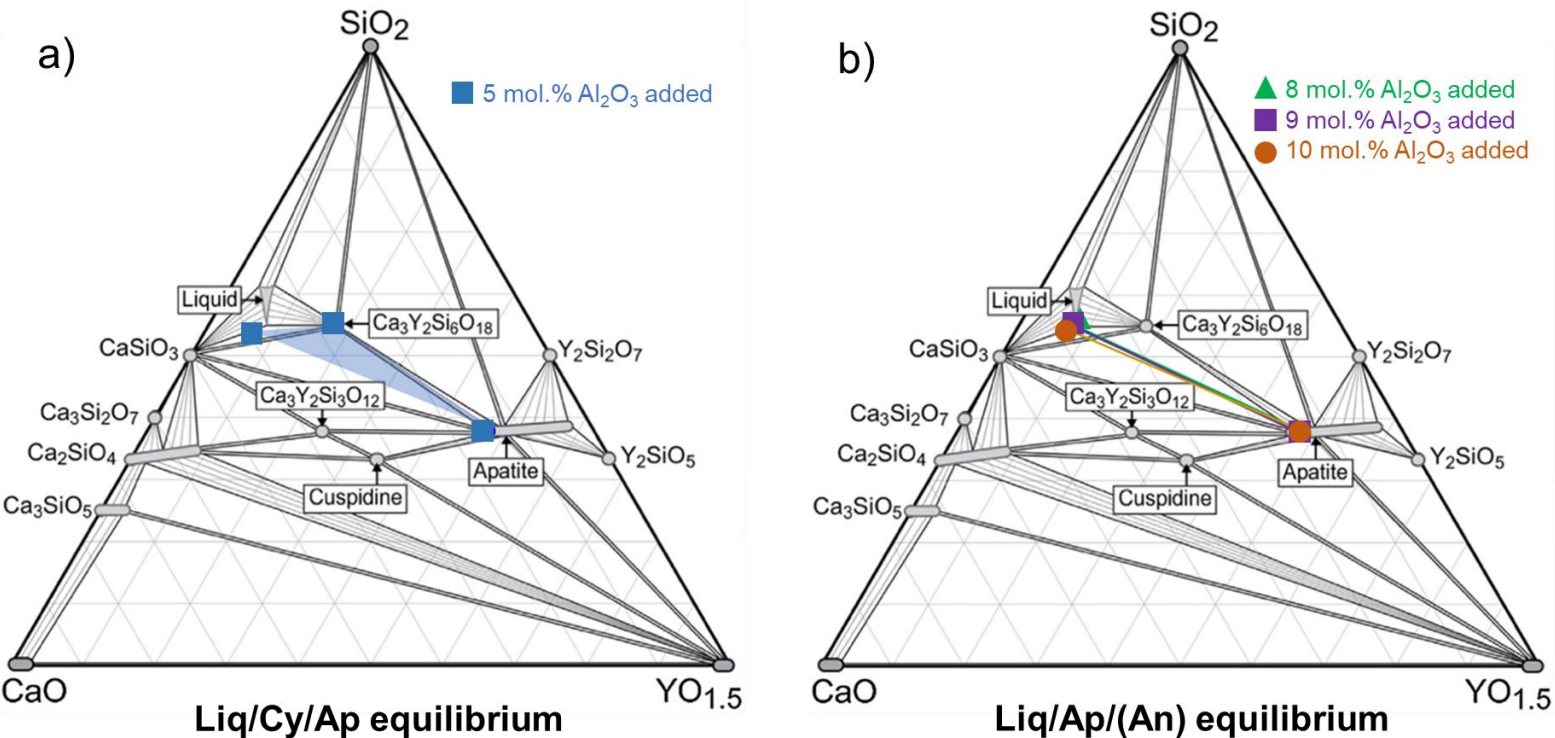 a)
SiO2
5 mol.% Al2O3 added
Liquid
Ca3Y2Si6O18
CaSiO3
Y2Si2O7
Ca3Y2Si3O12
Ca3Si2O7
Ca2SiO4
Y2SiO5
Apatite
Cuspidine
Ca3SiO5
CaO
YO1.5
Liq/Cy/Ap equilibrium
b)
SiO2
8 mol.% Al2O3 added
9 mol.% Al2O3 added
10 mol.% Al2O3 added
Liquid
Ca3Y2Si6O18
CaSiO3
Y2Si2O7
Ca3Y2Si3O12
Ca3Si2O7
Ca2SiO4
Y2SiO5
Apatite
Cuspidine
Ca3SiO5
CaO
YO1.5
Liq/Ap/(An) equilibrium